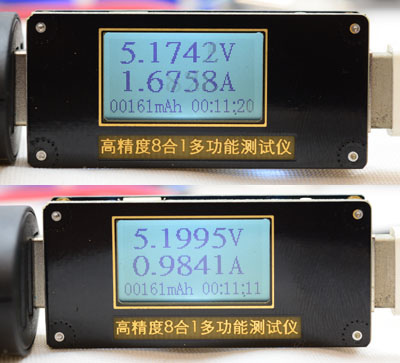 5.1742V
1.6758A
00161mAh 00:11;20
高精度8合1多功能测试仪
5.1995V
0.9841A
00161mAh 00:11;11
高精度8合1多功能测试仪